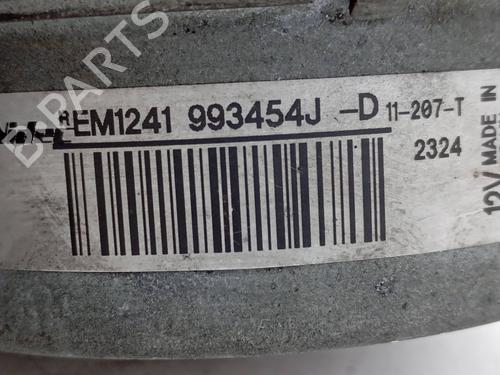 EM1241 993454J -D 11-207-T
2324
12V MADE IN
B-PARTS